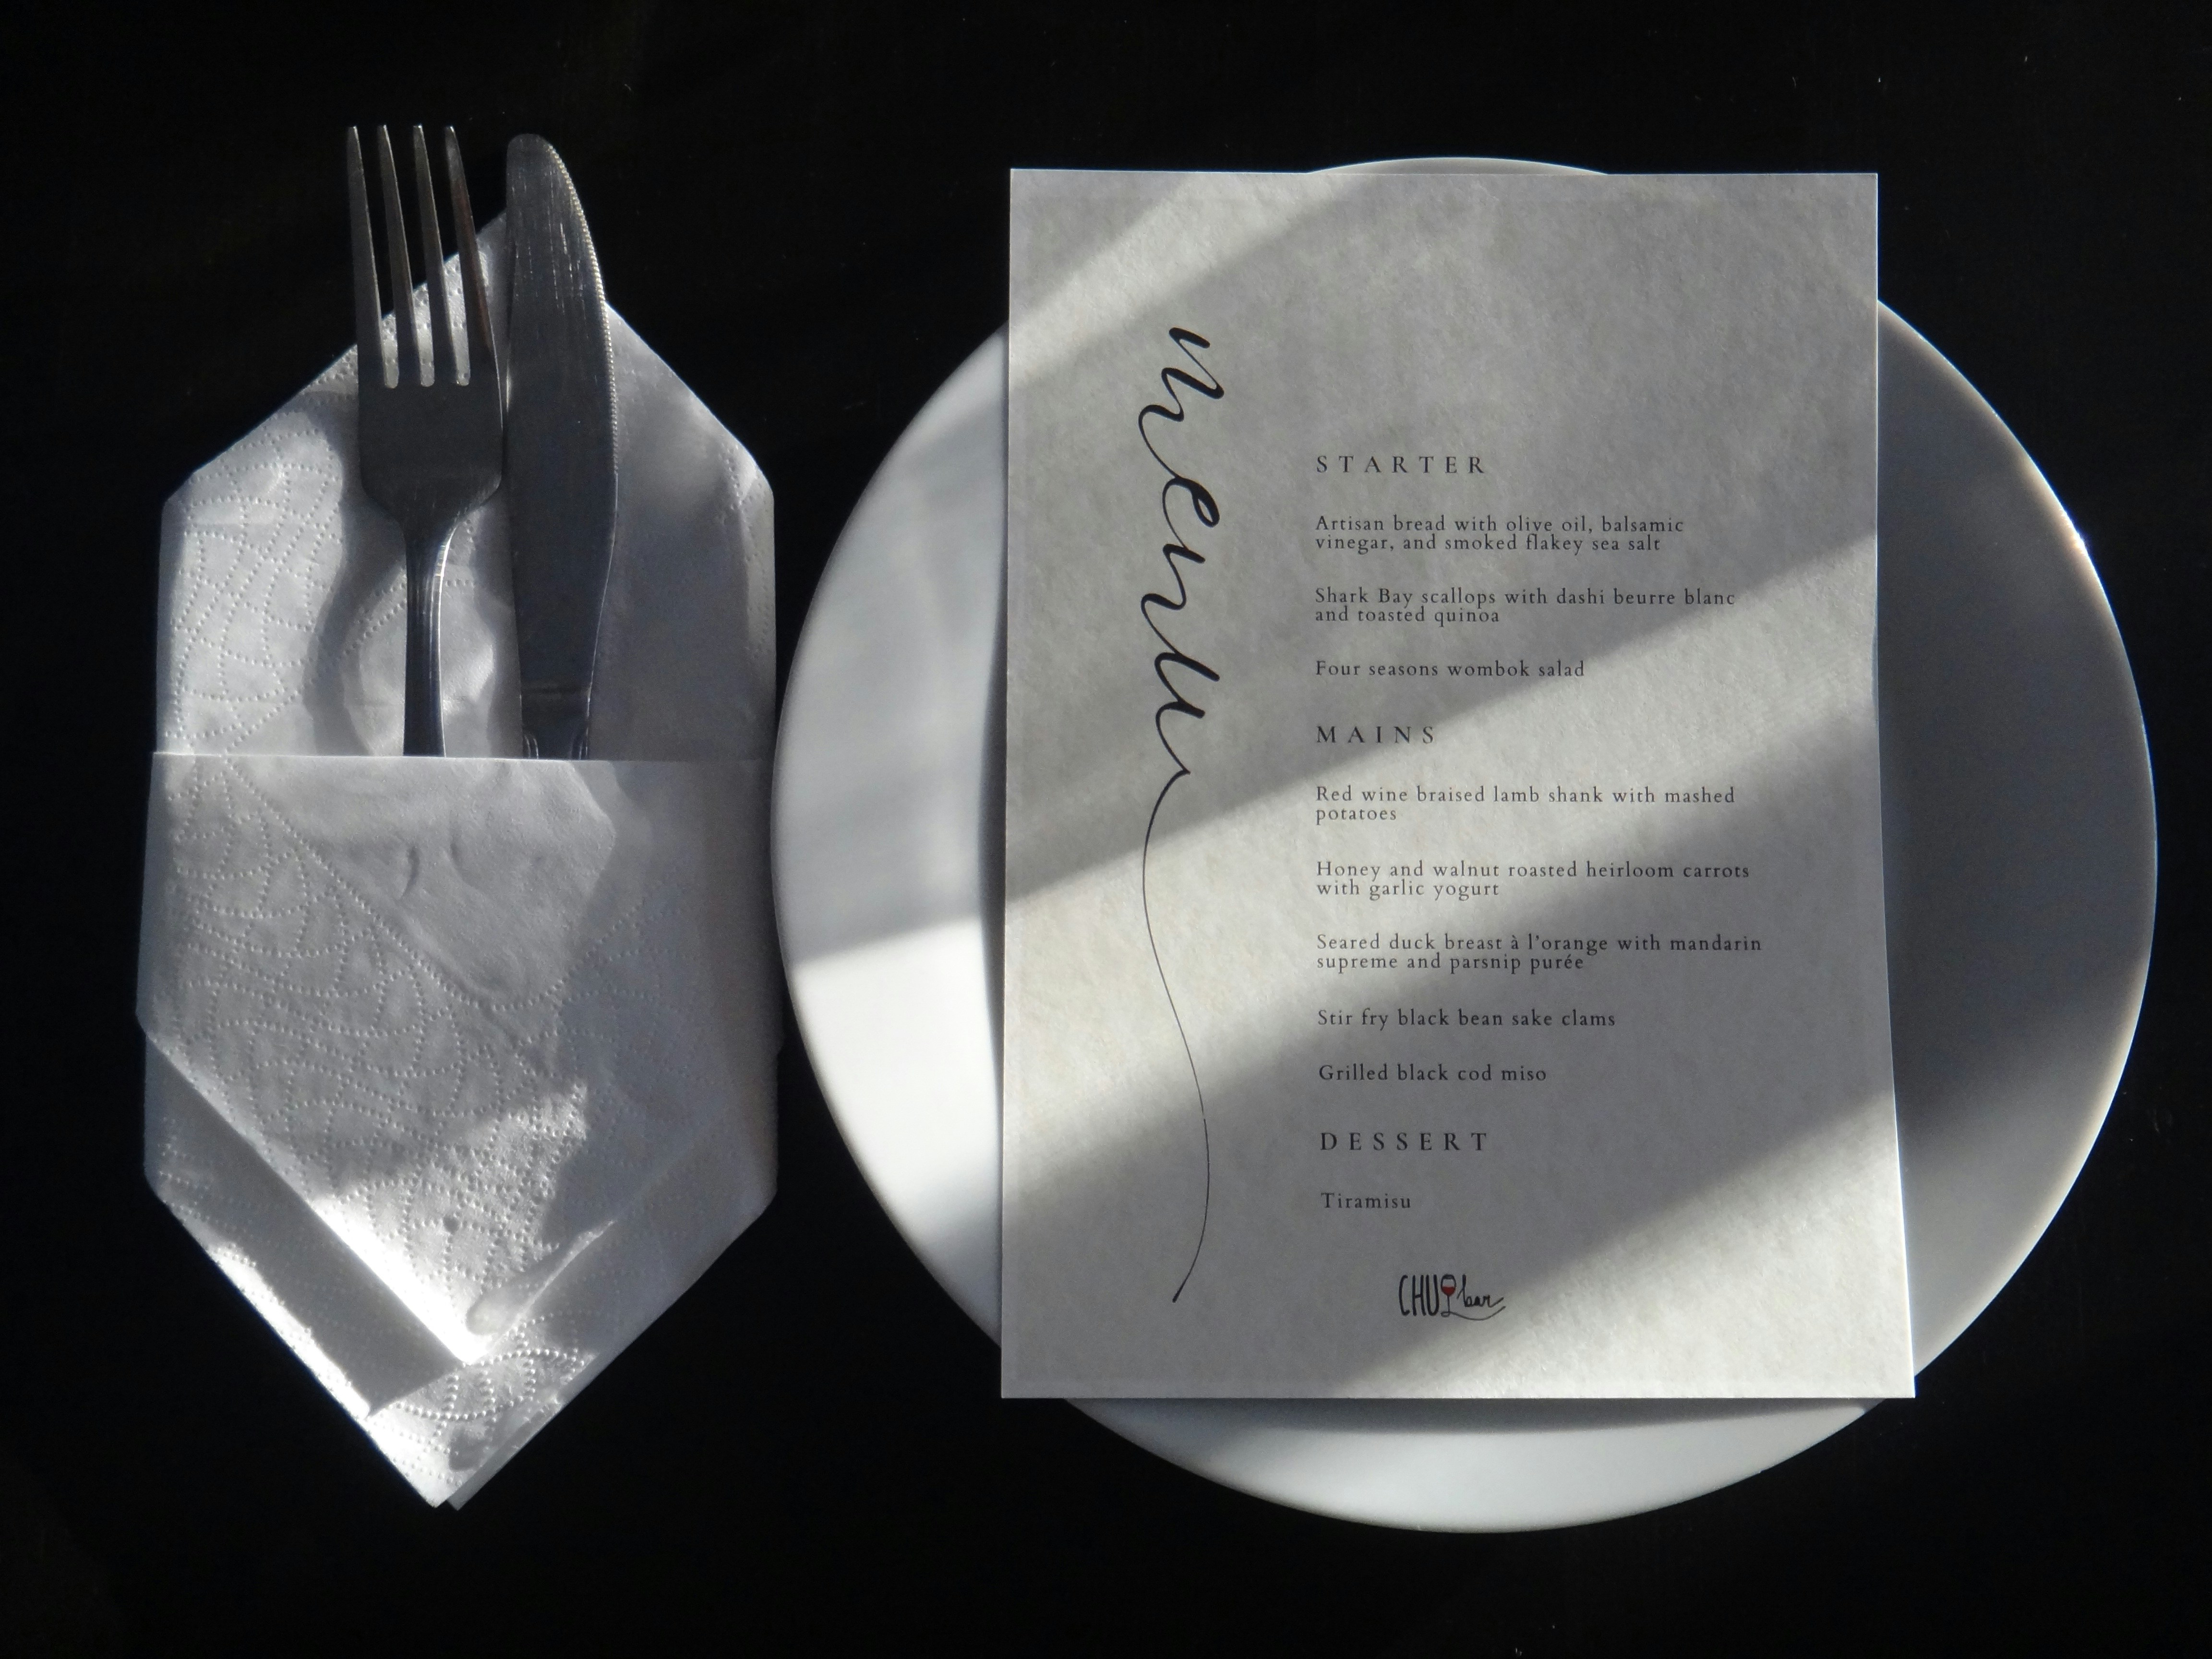 menu
STARTER
Artisan bread with olive oil, balsamic
vinegar, and smoked flakey sea salt
Shark Bay scallops with dashi beurre blanc
and toasted quinoa
Four seasons wombok salad
MAINS
Red wine braised lamb shank with mashed
potatoes
Honey and walnut roasted heirloom carrots
with garlic yogurt
Seared duck breast à l'orange with mandarin
supreme and parsnip purée
Stir fry black bean sake clams
Grilled black cod miso
DESSERT
Tiramisu
CHU bar